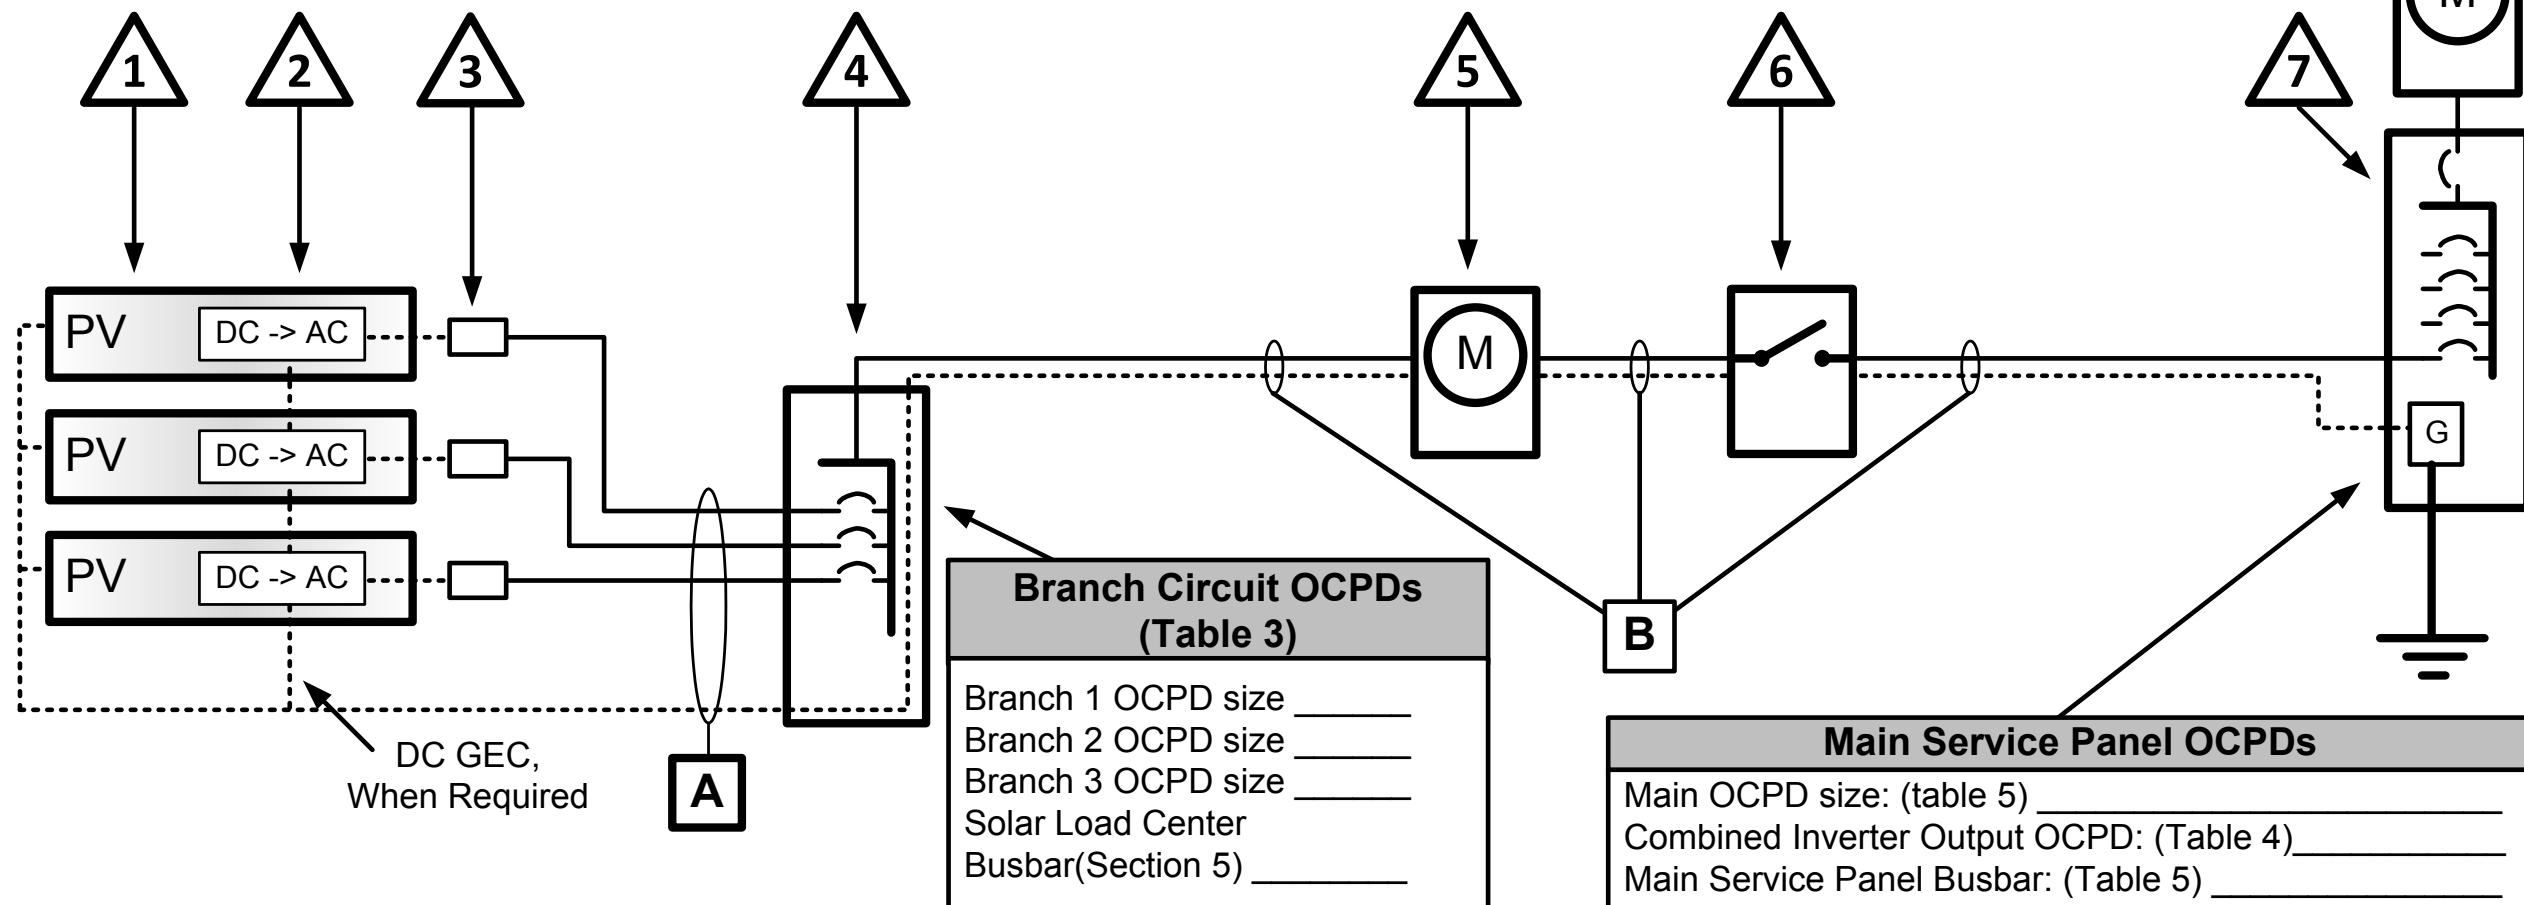 1
2
3
4
5
6
7
M
PV
DC -> AC
PV
DC -> AC
PV
DC -> AC
M
G
DC GEC,
When Required
A
B
Branch Circuit OCPDs
(Table 3)
Branch 1 OCPD size ______
Branch 2 OCPD size ______
Branch 3 OCPD size ______
Solar Load Center
Busbar(Section 5) ________
Main Service Panel OCPDs
Main OCPD size: (table 5) ________________________
Combined Inverter Output OCPD: (Table 4)___________
Main Service Panel Busbar: (Table 5) _______________